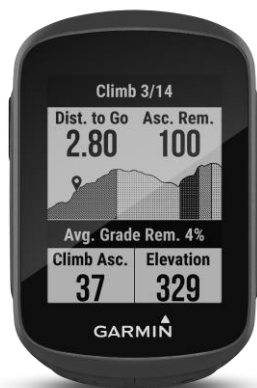 Climb 3/14
Dist. to Go Asc. Rem.
2.80 100
Avg. Grade Rem. 4%
Climb Asc. Elevation
37 329
GARMIN